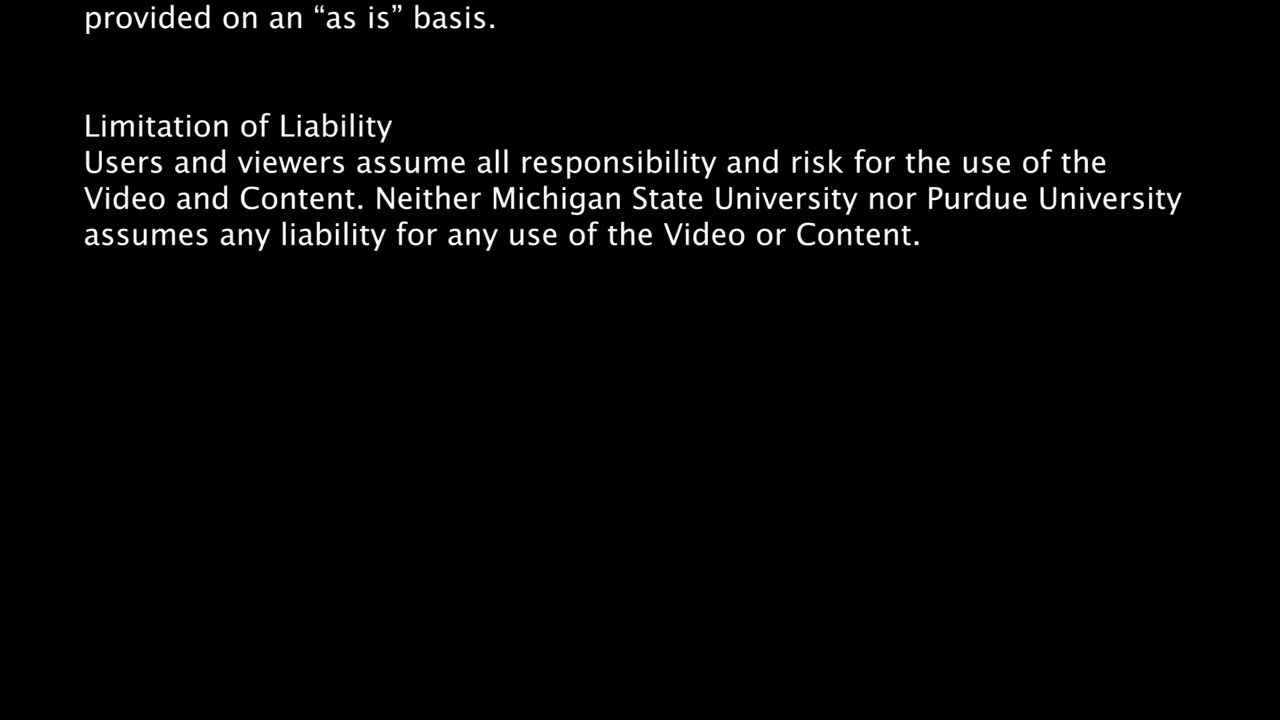 provided on an “as is” basis.
Limitation of Liability
Users and viewers assume all responsibility and risk for the use of the
Video and Content. Neither Michigan State University nor Purdue University
assumes any liability for any use of the Video or Content.